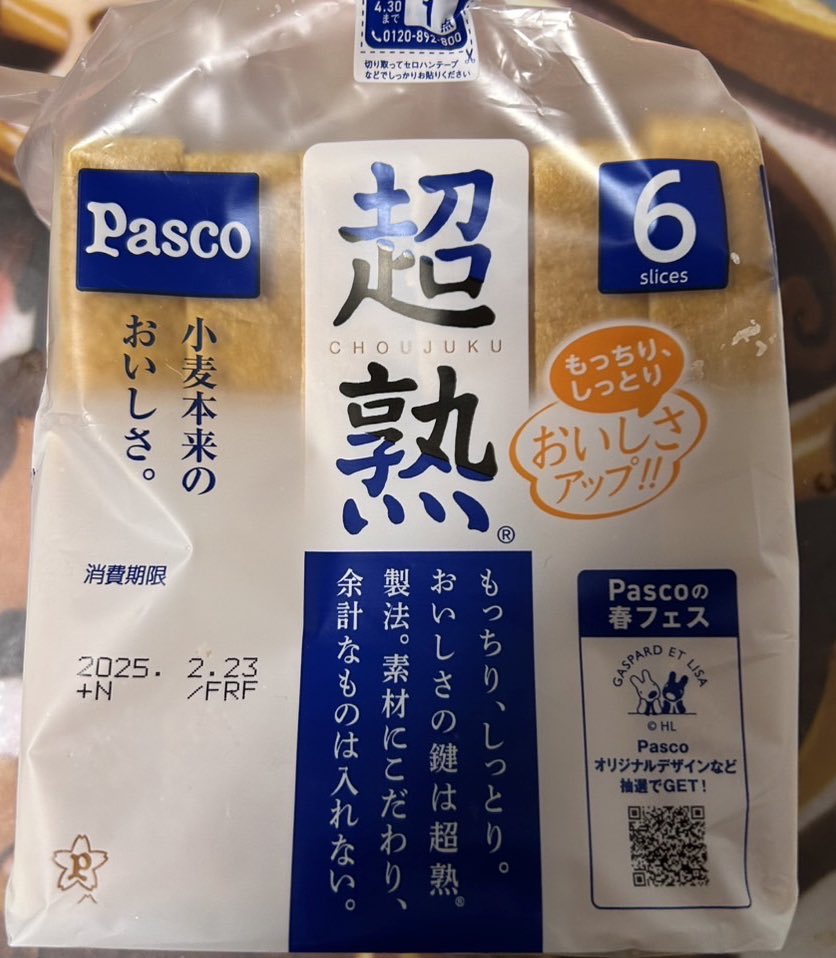 4.30
まで
1
点
0120-892-800
切り取ってセロハンテープ
などでしっかりお貼りください
Pasco
超熟
CHOUJUKU
®
6
slices
小麦本来の
おいしさ。
もっちり、
しっとり
おいしさ
アップ!!
消費期限
2025. 2.23
+N /FRF
もっちり、しっとり。
おいしさの鍵は超熟®
製法。素材にこだわり、
余計なものは入れない。
Pascoの
春フェス
GASPARD ET LISA
© HL
Pasco
オリジナルデザインなど
抽選でGET!
P